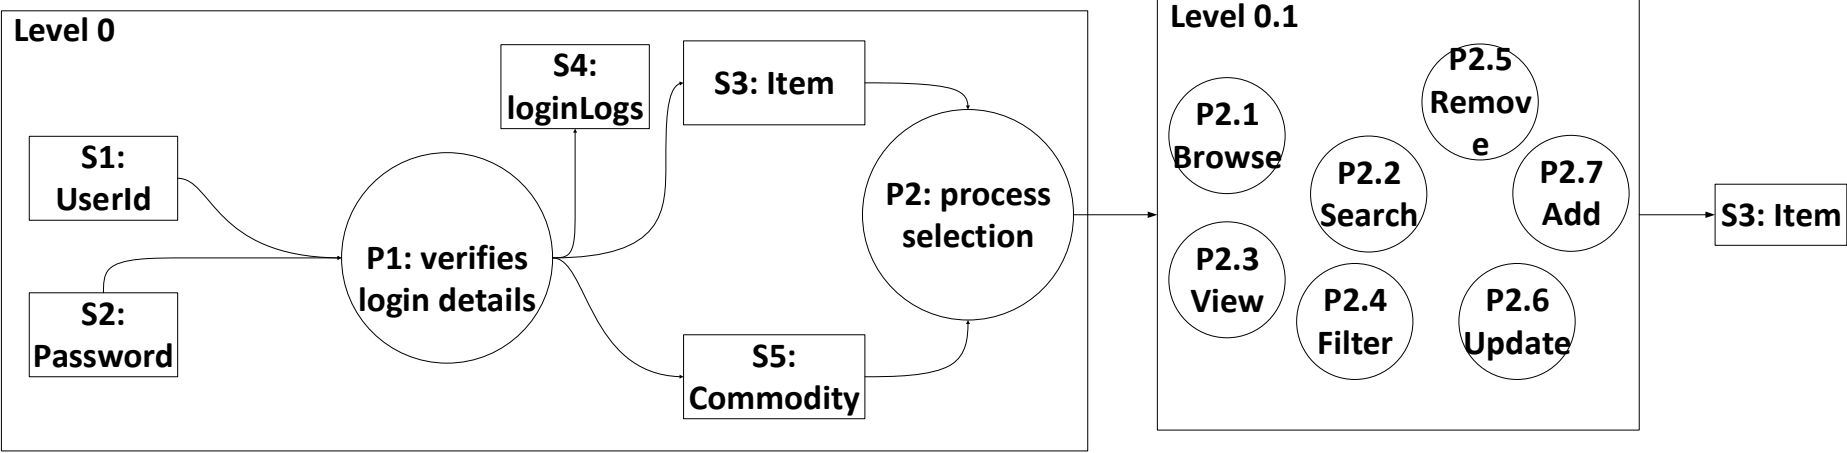 Level 0
S1:
UserId
S2:
Password
P1: verifies
login details
S4:
loginLogs
S3: Item
S5:
Commodity
P2: process
selection
Level 0.1
P2.1
Browse
P2.2
Search
P2.3
View
P2.4
Filter
P2.5
Remov
e
P2.7
Add
P2.6
Update
S3: Item